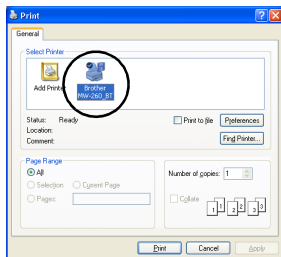 Print
General
Select Printer
Add Printer
Brother
MW-260_BT
Status: Ready
Location:
Comment:
Print to file
Preferences
Find Printer...
Page Range
All
Selection
Current Page
Pages:
Number of copies: 1
Collate
1 1 2 2 3 3
Print
Cancel
Apply